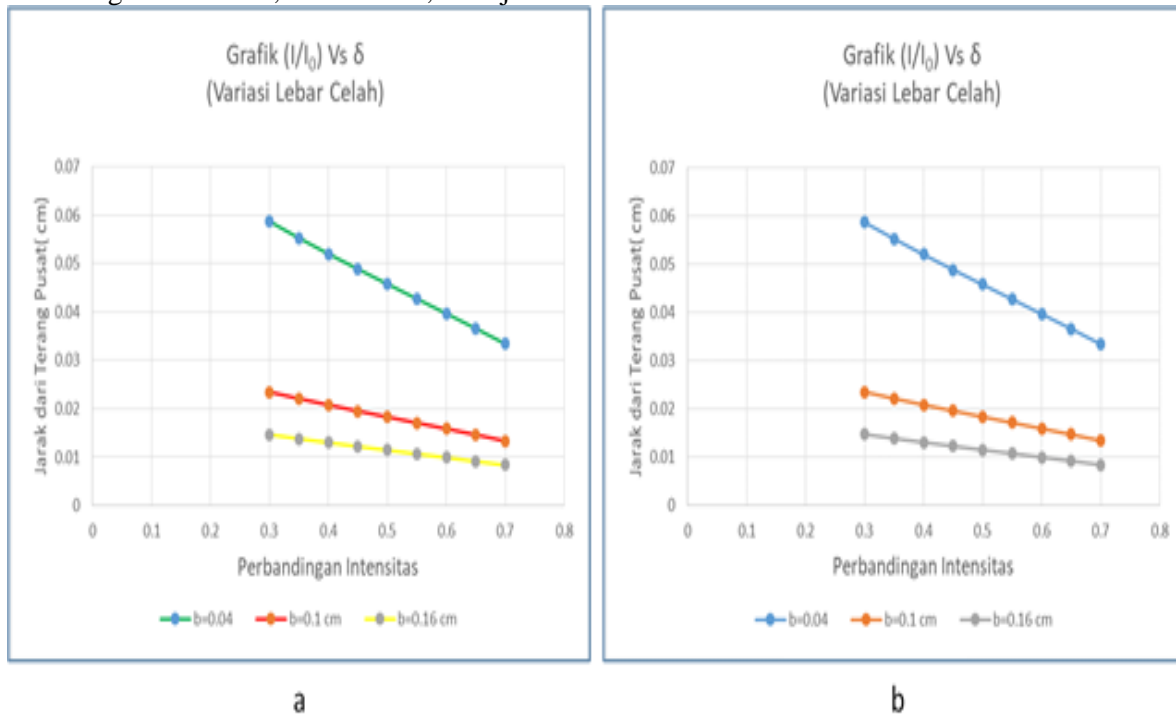 Grafik (I/I₀) Vs δ
(Variasi Lebar Celah)
Jarak dari Terang Pusat( cm)
0.07
0.06
0.05
0.04
0.03
0.02
0.01
0
0 0.1 0.2 0.3 0.4 0.5 0.6 0.7 0.8
Perbandingan Intensitas
b=0.04 b=0.1 cm b=0.16 cm
a
Grafik (I/I₀) Vs δ
(Variasi Lebar Celah)
Jarak dari Terang Pusat( cm)
0.07
0.06
0.05
0.04
0.03
0.02
0.01
0
0 0.1 0.2 0.3 0.4 0.5 0.6 0.7 0.8
Perbandingan Intensitas
b=0.04 b=0.1 cm b=0.16 cm
b